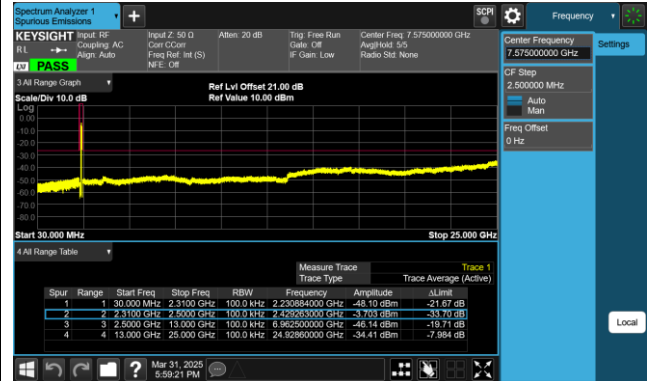 Spectrum Analyzer 1
Spurious Emissions
SCPI
Frequency
KEYSIGHT
RL
LXI
PASS
Input: RF
Coupling: AC
Align: Auto
Input Z: 50 Ω
Corr CCorr
Freq Ref: Int (S)
NFE: Off
Atten: 20 dB
Trig: Free Run
Gate: Off
IF Gain: Low
Center Freq: 7.575000000 GHz
Avg|Hold: 5/5
Radio Std: None
Center Frequency
7.575000000 GHz
Settings
CF Step
2.500000 MHz
Auto
Man
Freq Offset
0 Hz
3 All Range Graph
Scale/Div 10.0 dB
Ref Lvl Offset 21.00 dB
Ref Value 10.00 dBm
Log
0.00
-10.0
-20.0
-30.0
-40.0
-50.0
-60.0
-70.0
-80.0
Start 30.000 MHz
Stop 25.000 GHz
4 All Range Table
Measure Trace Trace 1
Trace Type Trace Average (Active)
Spur Range Start Freq Stop Freq RBW Frequency Amplitude ΔLimit
1 1 30.000 MHz 2.3100 GHz 100.0 kHz 2.230884000 GHz -48.10 dBm -21.67 dB
2 2 2.3100 GHz 2.5000 GHz 100.0 kHz 2.429263000 GHz -3.703 dBm -33.70 dB
3 3 2.5000 GHz 13.000 GHz 100.0 kHz 6.962500000 GHz -46.14 dBm -19.71 dB
4 4 13.000 GHz 25.000 GHz 100.0 kHz 24.92860000 GHz -34.41 dBm -7.984 dB
Local
?
Mar 31, 2025
5:59:21 PM